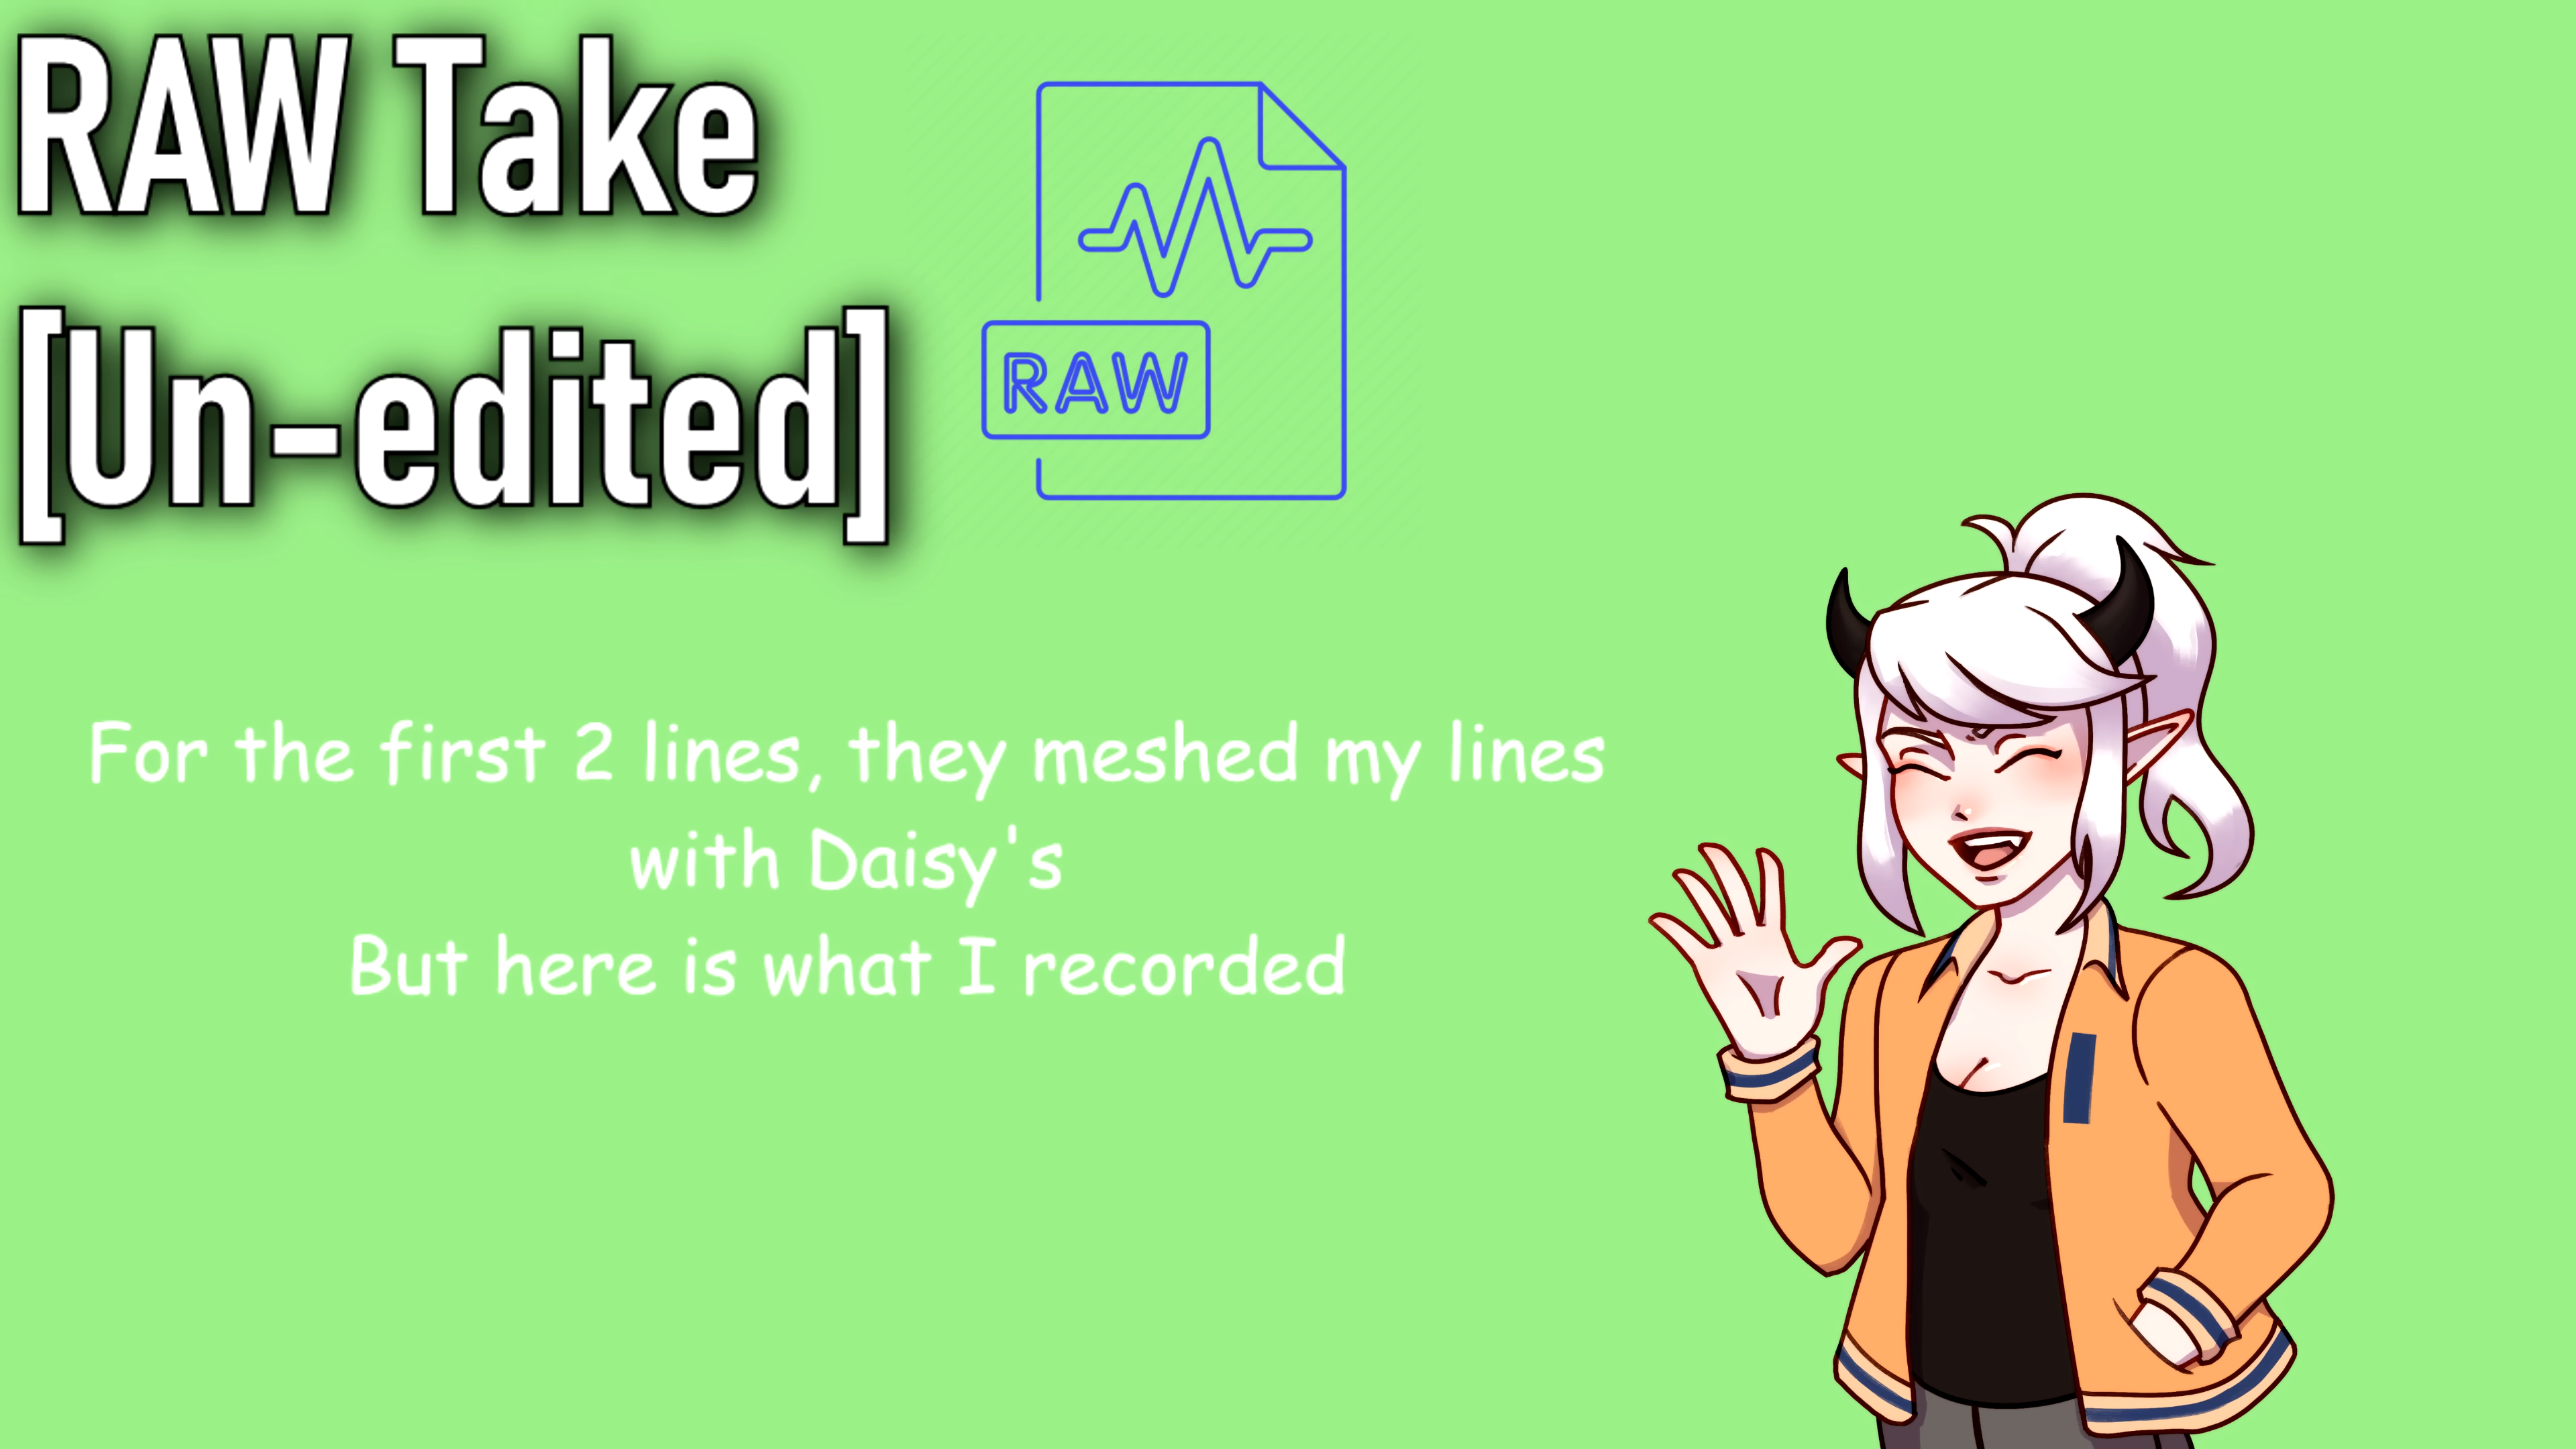 RAW Take
[Un-edited]
RAW
For the first 2 lines, they meshed my lines
with Daisy's
But here is what I recorded